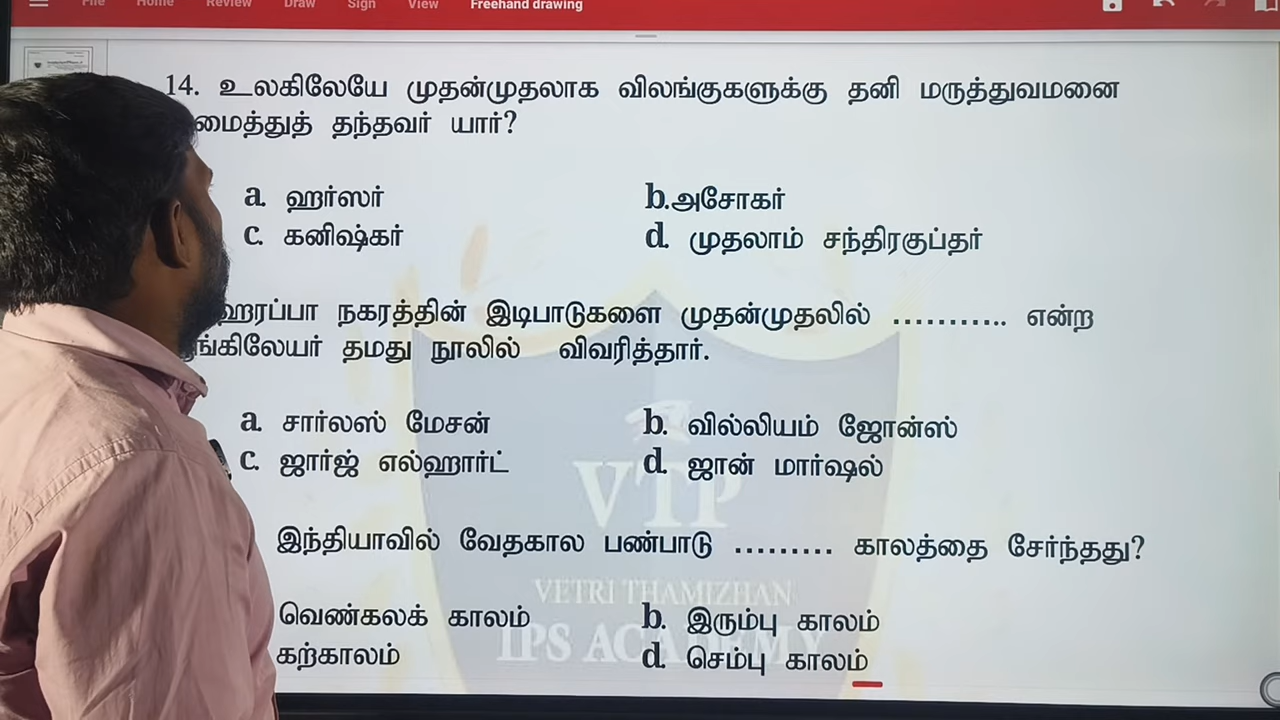 File Home Review Draw Sign View Freehand drawing
14. உலகிலேயே முதன்முதலாக விலங்குகளுக்கு தனி மருத்துவமனை
தந்தவர் யார்?
a. ஹர்ஸர் b.அசோகர்
c. கனிஷ்கர் d. முதலாம் சந்திரகுப்தர்
ஹரப்பா நகரத்தின் இடிபாடுகளை முதன்முதலில் ........... என்ற
தமது நூலில் விவரித்தார்.
a. சார்லஸ் மேசன் b. வில்லியம் ஜோன்ஸ்
c. ஜார்ஜ் எல்ஹார்ட் d. ஜான் மார்ஷல்
இந்தியாவில் வேதகால பண்பாடு ......... காலத்தை சேர்ந்தது?
வெண்கலக் காலம் b. இரும்பு காலம்
கற்காலம் d. செம்பு காலம்
VTP
VETRI THAMIZHAN
IPS ACADEMY